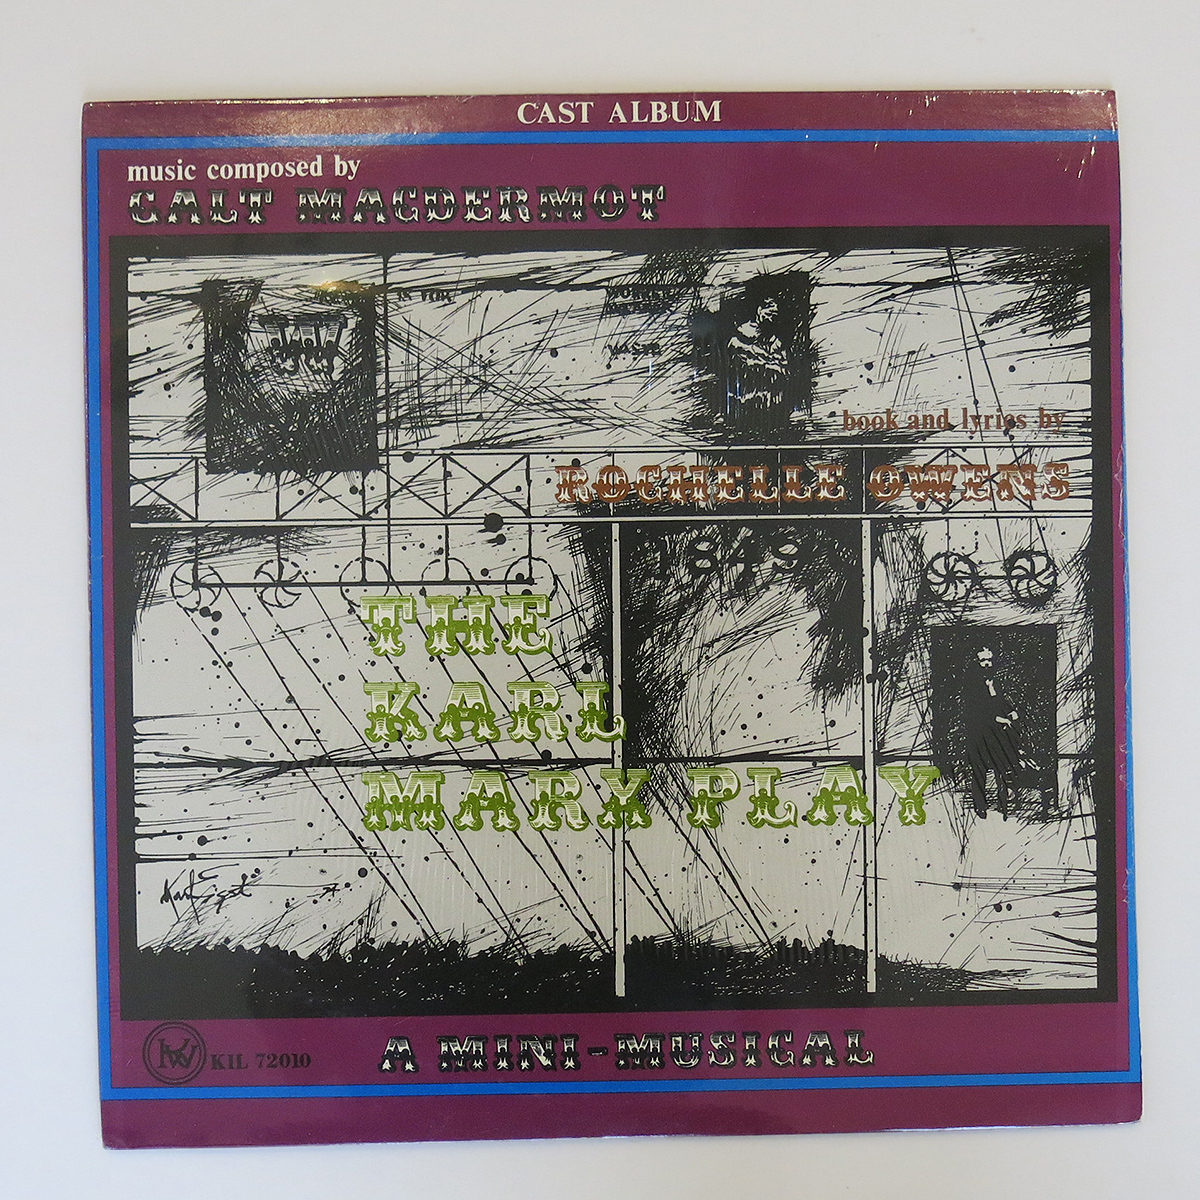 CAST ALBUM
music composed by
GALT MACDERMOT
book and lyrics by
ROCHELLE OWENS
1849
THE
KARL
MARX PLAY
KIL 72010
A MINI-MUSICAL